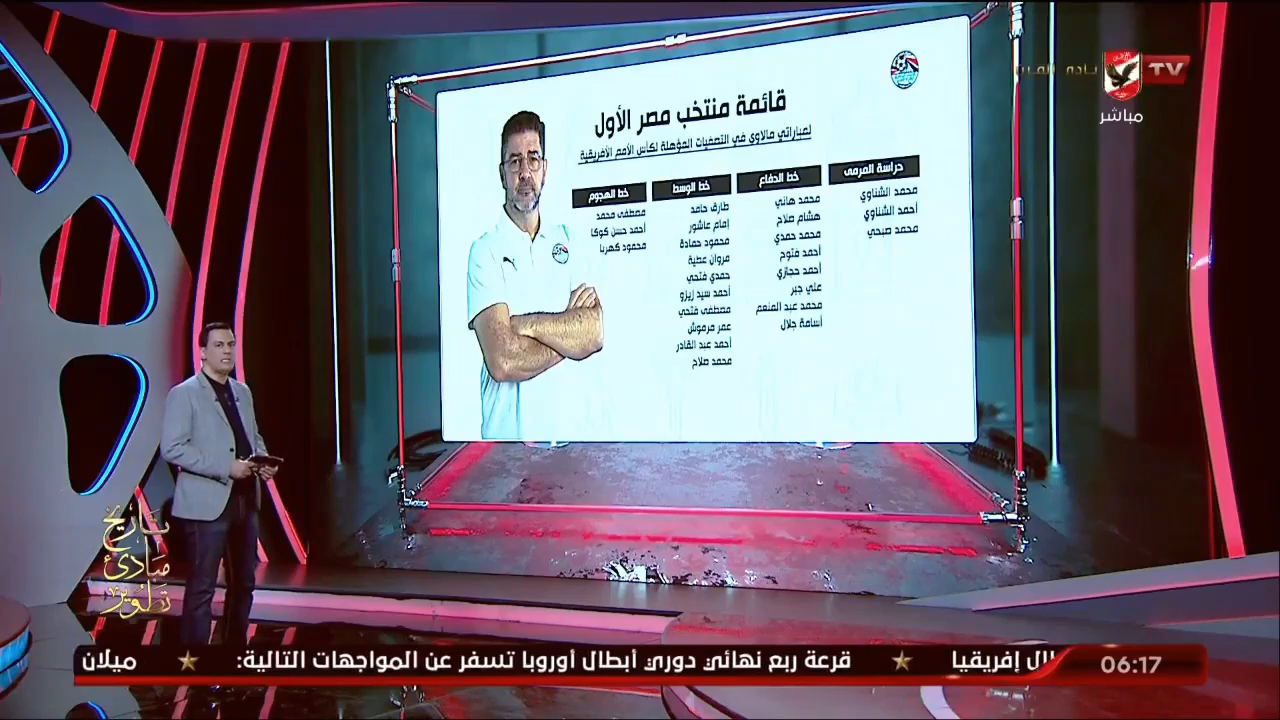 قائمة منتخب مصر الأول
لمباراتي مالاوي في التصفيات المؤهلة لكأس الأمم الأفريقية
حراسة المرمى
محمد الشناوي
أحمد الشناوي
محمد صبحي
خط الدفاع
محمد هاني
هشام صلاح
محمد حمدي
أحمد فتوح
أحمد حجازي
علي جبر
محمد عبد المنعم
أسامة جلال
خط الوسط
طارق حامد
إمام عاشور
محمود حمادة
مروان عطية
حمدي فتحي
أحمد سيد زيزو
مصطفى فتحي
عمر مرموش
أحمد عبد القادر
محمد صلاح
خط الهجوم
مصطفى محمد
أحمد حسن كوكا
محمود كهربا
TV
مباشر
تاريخ
مبادئ
تطوير
إفريقيا ★ قرعة ربع نهائي دوري أبطال أوروبا تسفر عن المواجهات التالية: ★ ميلان
06:17